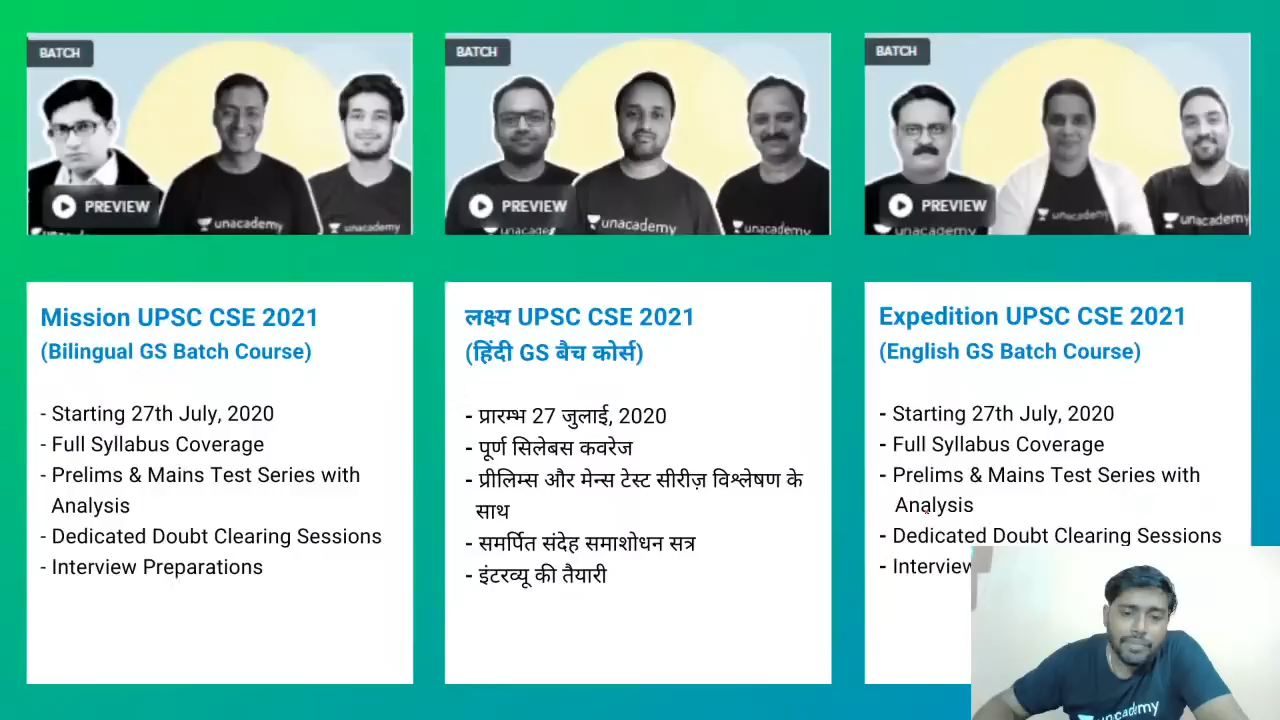 BATCH
PREVIEW
unacademy
unacademy
BATCH
PREVIEW
unacademy
unacademy
unacademy
BATCH
PREVIEW
unacademy
unacademy
unacademy
Mission UPSC CSE 2021
(Bilingual GS Batch Course)
- Starting 27th July, 2020
- Full Syllabus Coverage
- Prelims & Mains Test Series with
Analysis
- Dedicated Doubt Clearing Sessions
- Interview Preparations
लक्ष्य UPSC CSE 2021
(हिंदी GS बैच कोर्स)
- प्रारम्भ 27 जुलाई, 2020
- पूर्ण सिलेबस कवरेज
- प्रीलिम्स और मेन्स टेस्ट सीरीज़ विश्लेषण के
साथ
- समर्पित संदेह समाशोधन सत्र
- इंटरव्यू की तैयारी
Expedition UPSC CSE 2021
(English GS Batch Course)
- Starting 27th July, 2020
- Full Syllabus Coverage
- Prelims & Mains Test Series with
Analysis
- Dedicated Doubt Clearing Sessions
- Interview
unacademy